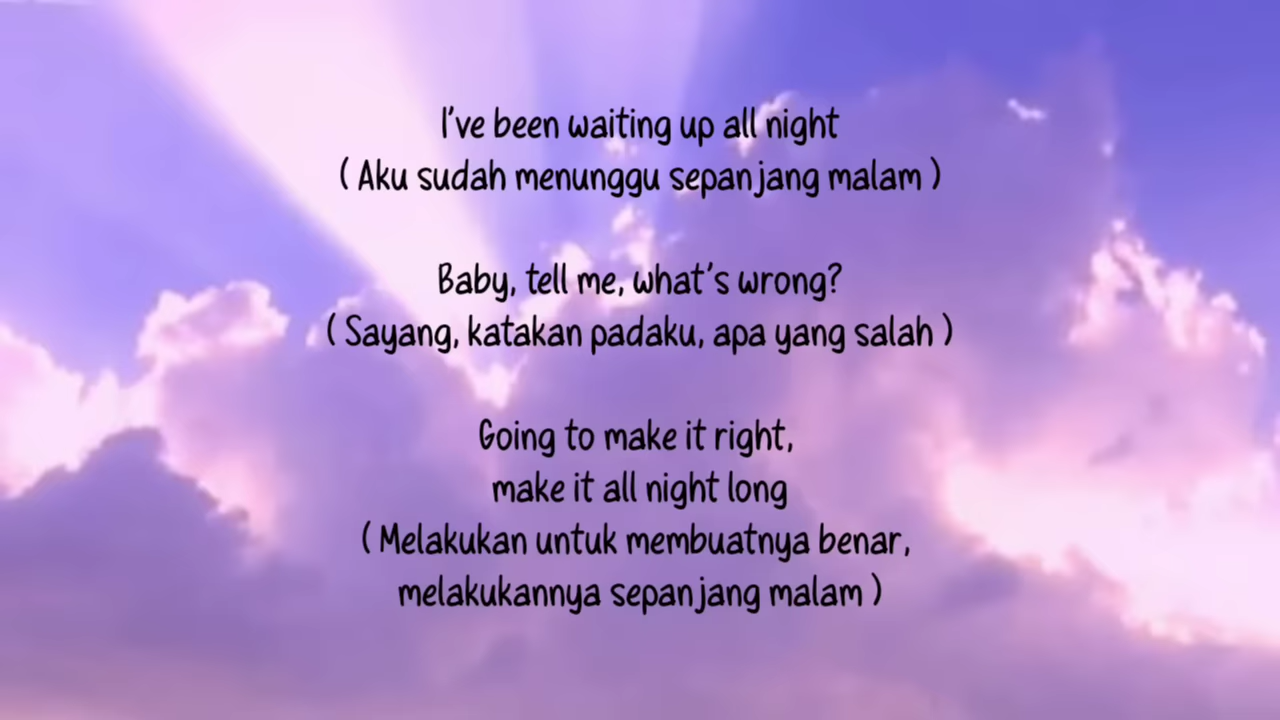 I've been waiting up all night
( Aku sudah menunggu sepanjang malam )
Baby, tell me, what's wrong?
( Sayang, katakan padaku, apa yang salah )
Going to make it right,
make it all night long
( Melakukan untuk membuatnya benar,
melakukannya sepanjang malam )